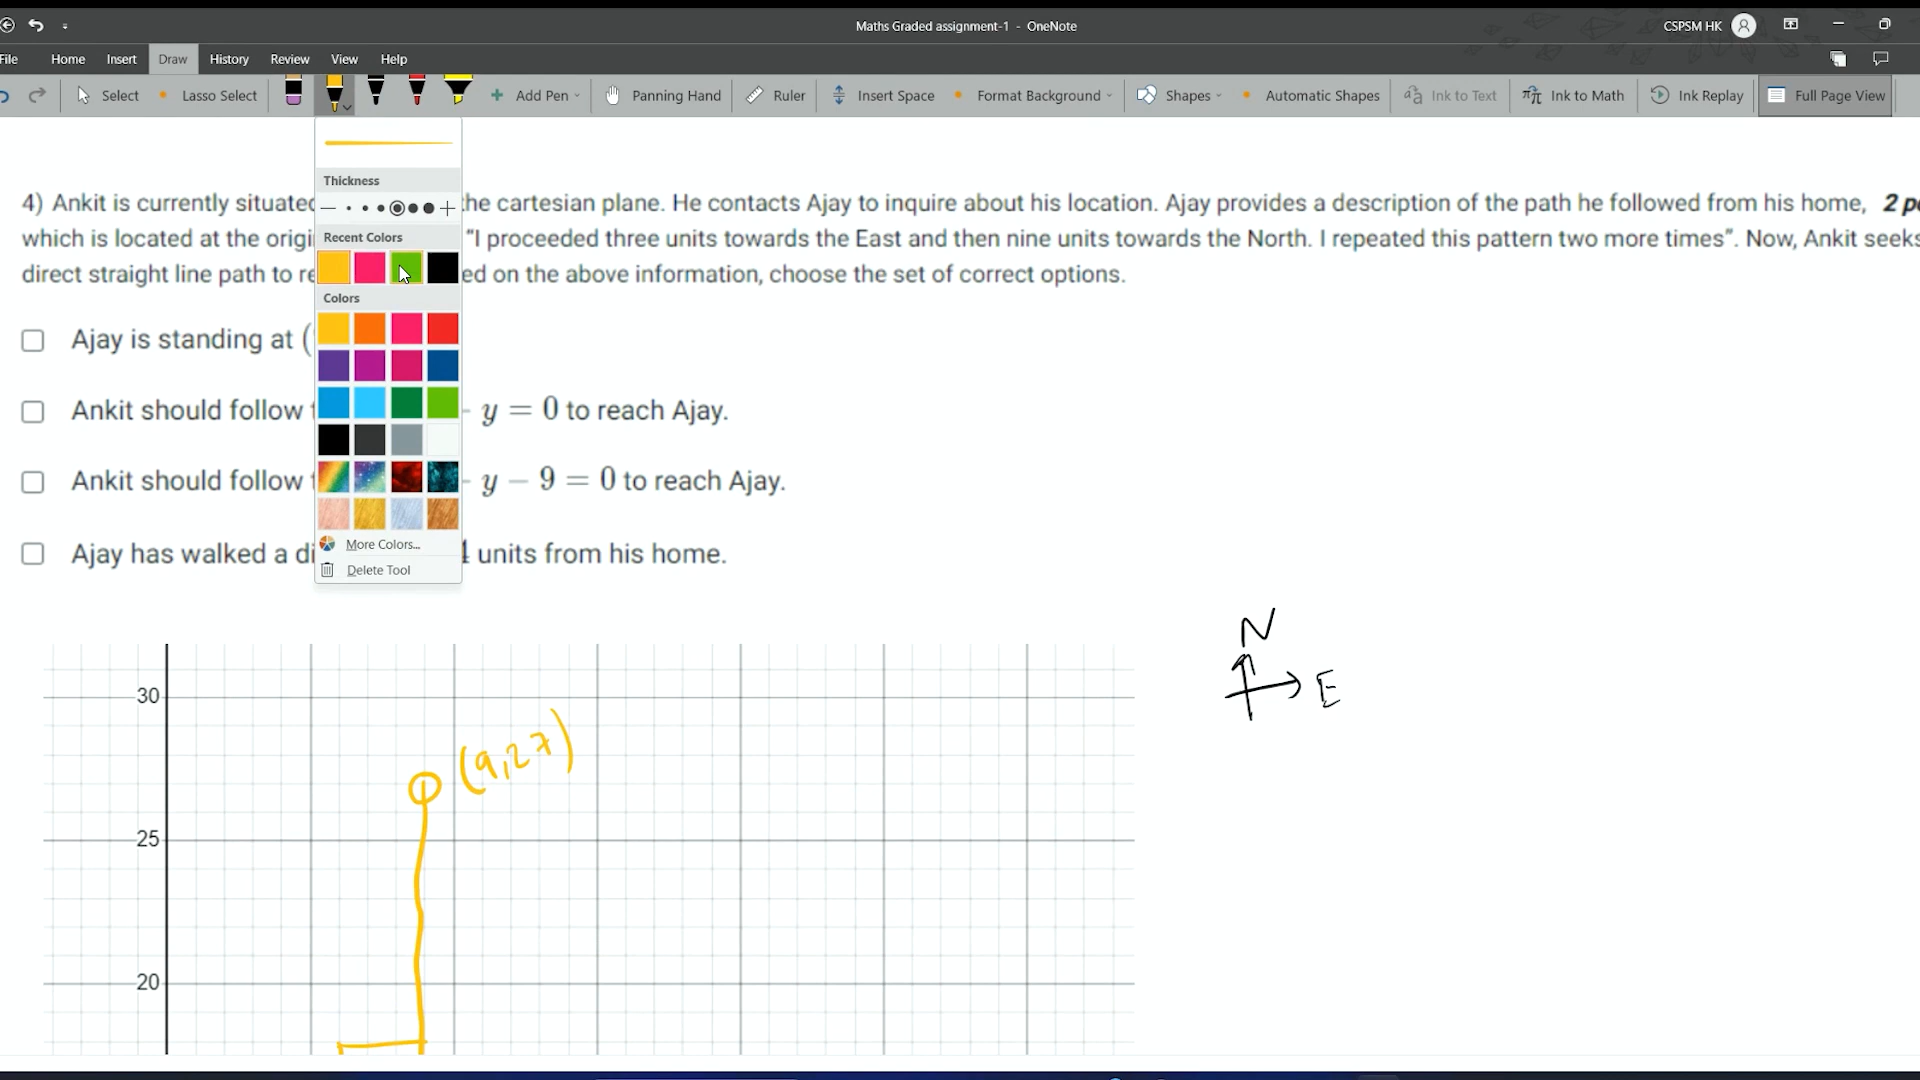 Maths Graded assignment-1 - OneNote
CSPSM HK
File Home Insert Draw History Review View Help
Select Lasso Select Add Pen Panning Hand Ruler Insert Space Format Background Shapes Automatic Shapes Ink to Text Ink to Math Ink Replay Full Page View
Thickness
Recent Colors
Colors
More Colors...
Delete Tool
4) Ankit is currently situated the cartesian plane. He contacts Ajay to inquire about his location. Ajay provides a description of the path he followed from his home, 2
which is located at the "I proceeded three units towards the East and then nine units towards the North. I repeated this pattern two more times". Now, Ankit seeks
direct straight line path to on the above information, choose the set of correct options.
Ajay is standing at (
Ankit should follow - y = 0 to reach Ajay.
Ankit should follow - y - 9 = 0 to reach Ajay.
Ajay has walked a units from his home.
N
E
30
(9,27)
25
20